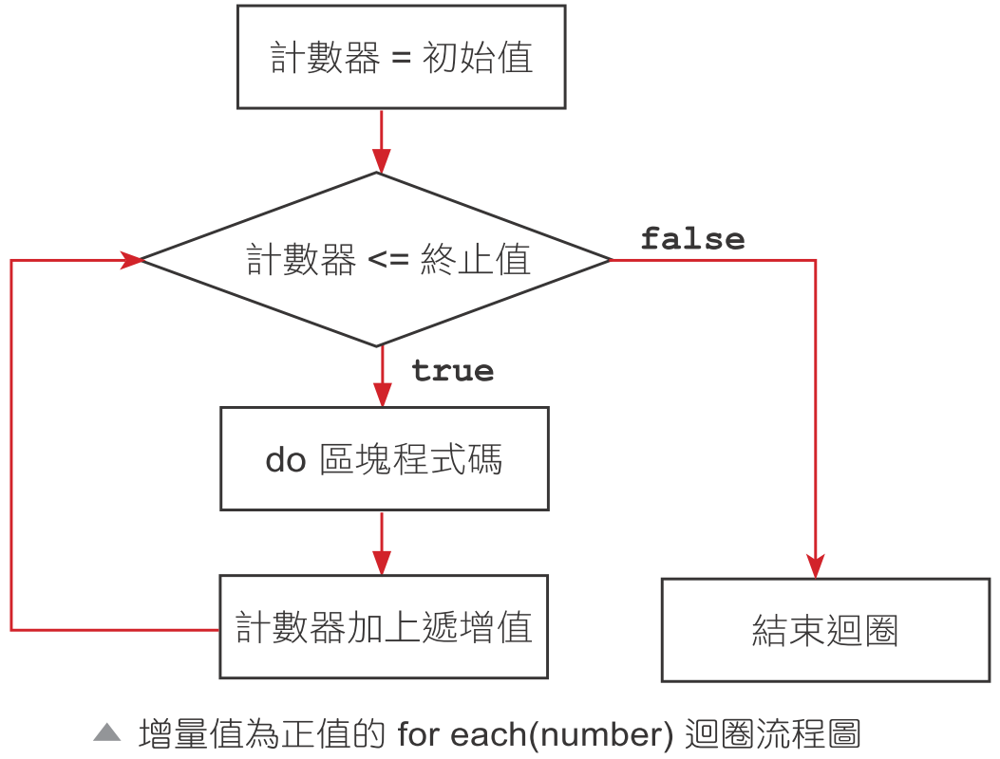 計數器 = 初始值
計數器 <= 終止值
false
true
do 區塊程式碼
計數器加上遞增值
結束迴圈
▲ 增量值為正值的 for each(number) 迴圈流程圖